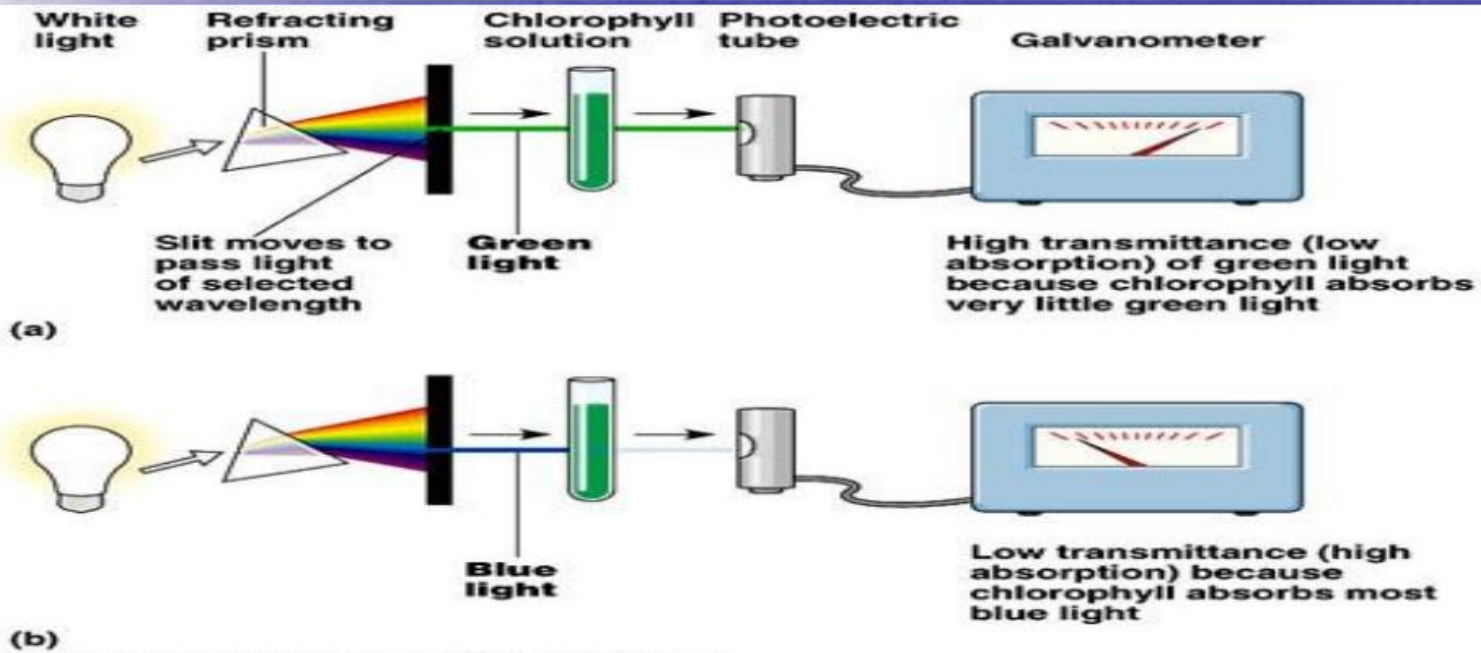 White
light
Refracting
prism
Chlorophyll
solution
Photoelectric
tube
Galvanometer
Slit moves to
pass light
of selected
wavelength
Green
light
High transmittance (low
absorption) of green light
because chlorophyll absorbs
very little green light
(a)
Blue
light
Low transmittance (high
absorption) because
chlorophyll absorbs most
blue light
(b)